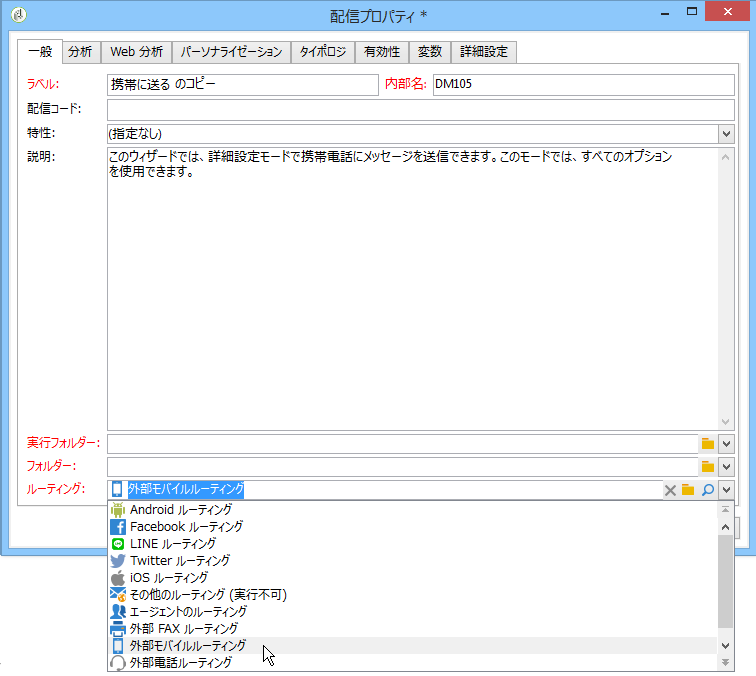 配信プロパティ *
一般 分析 Web 分析 パーソナライゼーション タイポロジ 有効性 変数 詳細設定
ラベル: 携帯に送る のコピー 内部名: DM105
配信コード:
特性: (指定なし)
説明: このウィザードでは、詳細設定モードで携帯電話にメッセージを送信できます。このモードでは、すべてのオプション
を使用できます。
実行フォルダー:
フォルダー:
ルーティング: 外部モバイルルーティング
Android ルーティング
Facebook ルーティング
LINE ルーティング
Twitter ルーティング
iOS ルーティング
その他のルーティング (実行不可)
エージェントのルーティング
外部 FAX ルーティング
外部モバイルルーティング
外部電話ルーティング